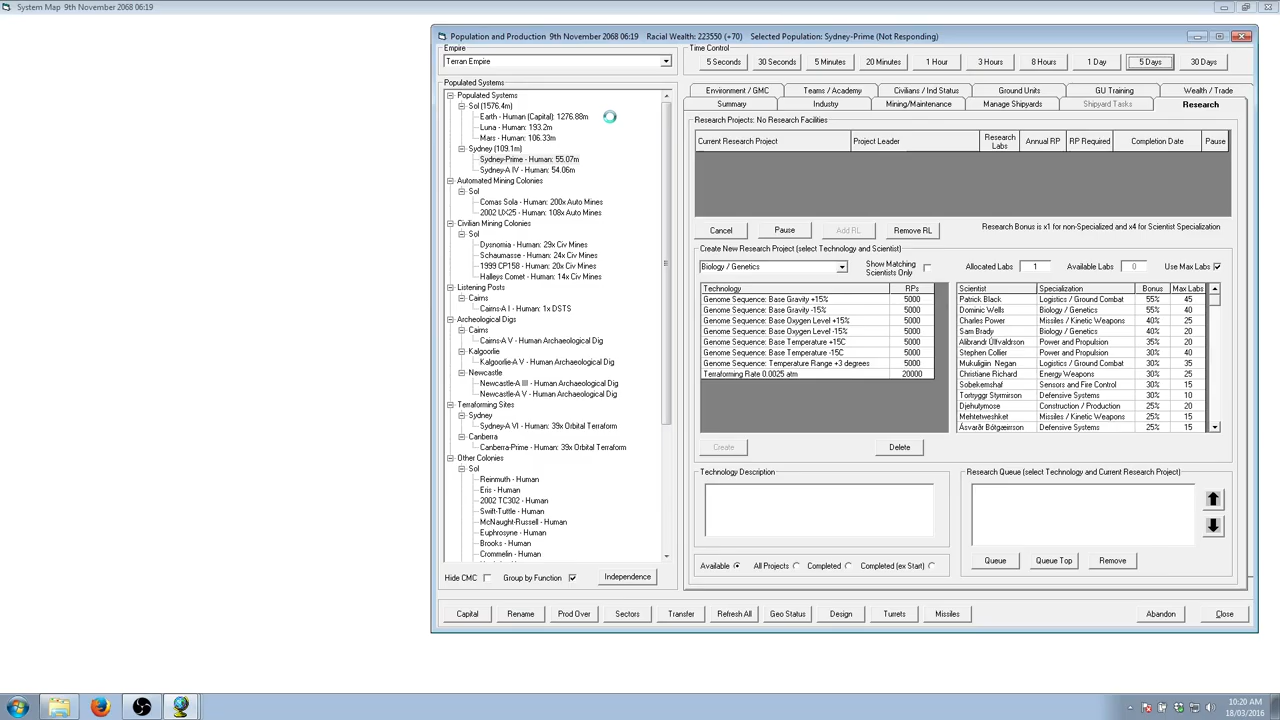 System Map 9th November 2068 06:19
Population and Production 9th November 2068 06:19 Racial Wealth: 223550 (+70) Selected Population: Sydney-Prime (Not Responding)
Empire
Terran Empire
Time Control
5 Seconds 30 Seconds 5 Minutes 20 Minutes 1 Hour 3 Hours 8 Hours 1 Day 5 Days 30 Days
Populated Systems
Populated Systems
Sol (1576.4m)
Earth - Human (Capital): 1276.88m
Luna - Human: 193.2m
Mars - Human: 106.33m
Sydney (109.1m)
Sydney-Prime - Human: 55.07m
Sydney-A IV - Human: 54.06m
Automated Mining Colonies
Sol
Comas Sola - Human: 200x Auto Mines
2002 UX25 - Human: 108x Auto Mines
Civilian Mining Colonies
Sol
Dysnomia - Human: 29x Civ Mines
Schaumasse - Human: 24x Civ Mines
1999 CP158 - Human: 20x Civ Mines
Halleys Comet - Human: 14x Civ Mines
Listening Posts
Cairns
Cairns-A I - Human: 1x DSTS
Archeological Digs
Cairns
Cairns-A V - Human Archaeological Dig
Kalgoorlie
Kalgoorlie-A V - Human Archaeological Dig
Newcastle
Newcastle-A III - Human Archaeological Dig
Newcastle-A V - Human Archaeological Dig
Terraforming Sites
Sydney
Sydney-A VI - Human: 39x Orbital Terraform
Canberra
Canberra-Prime - Human: 39x Orbital Terraform
Other Colonies
Sol
Reinmuth - Human
Eris - Human
2002 TC302 - Human
Swift-Tuttle - Human
McNaught-Russell - Human
Euphrosyne - Human
Brooks - Human
Crommelin - Human
Hide CMC Group by Function Independence
Environment / GMC Teams / Academy Civilians / Ind Status Ground Units GU Training Wealth / Trade
Summary Industry Mining/Maintenance Manage Shipyards Shipyard Tasks Research
Research Projects: No Research Facilities
Current Research Project Project Leader Research Labs Annual RP RP Required Completion Date Pause
Cancel Pause Add RL Remove RL Research Bonus is x1 for non-Specialized and x4 for Scientist Specialization
Create New Research Project (select Technology and Scientist)
Biology / Genetics Show Matching Scientists Only Allocated Labs 1 Available Labs 0 Use Max Labs
Technology RPs
Genome Sequence: Base Gravity +15% 5000
Genome Sequence: Base Gravity -15% 5000
Genome Sequence: Base Oxygen Level +15% 5000
Genome Sequence: Base Oxygen Level -15% 5000
Genome Sequence: Base Temperature +15C 5000
Genome Sequence: Base Temperature -15C 5000
Genome Sequence: Temperature Range +3 degrees 5000
Terraforming Rate 0.0025 atm 20000
Scientist Specialization Bonus Max Labs
Patrick Black Logistics / Ground Combat 55% 45
Dominic Wells Biology / Genetics 55% 40
Charles Power Missiles / Kinetic Weapons 40% 25
Sam Brady Biology / Genetics 40% 20
Alibrandr Úllvaldrson Power and Propulsion 35% 20
Stephen Collier Power and Propulsion 30% 40
Mukuligiin Negan Logistics / Ground Combat 30% 35
Christiane Richard Energy Weapons 30% 25
Sobekemshaf Sensors and Fire Control 30% 15
Tortryggr Styrmirson Defensive Systems 30% 10
Djehutymose Construction / Production 25% 20
Mehtetweshket Missiles / Kinetic Weapons 25% 15
Defensive Systems 25% 15
Create Delete
Technology Description
Research Queue (select Technology and Current Research Project)
Available All Projects Completed Completed (ex Start) Queue Queue Top Remove
Capital Rename Prod Over Sectors Transfer Refresh All Geo Status Design Turrets Missiles Abandon Close
10:20 AM
18/03/2016